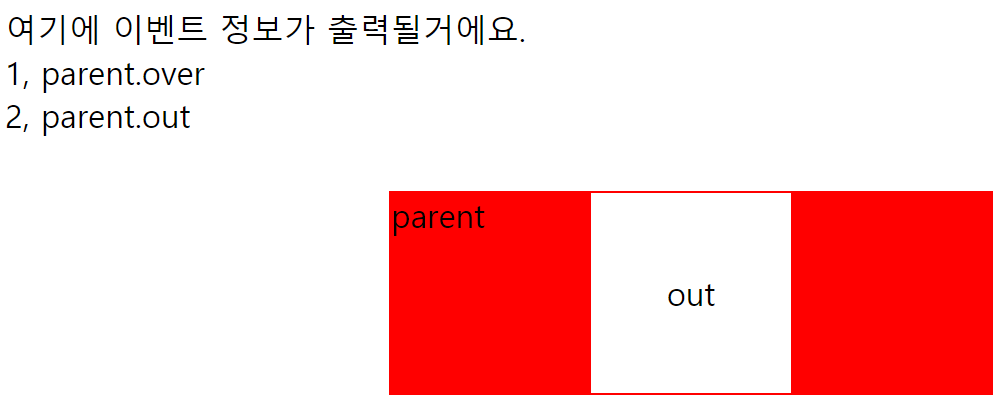 여기에 이벤트 정보가 출력될거에요.
1, parent.over
2, parent.out
parent
out